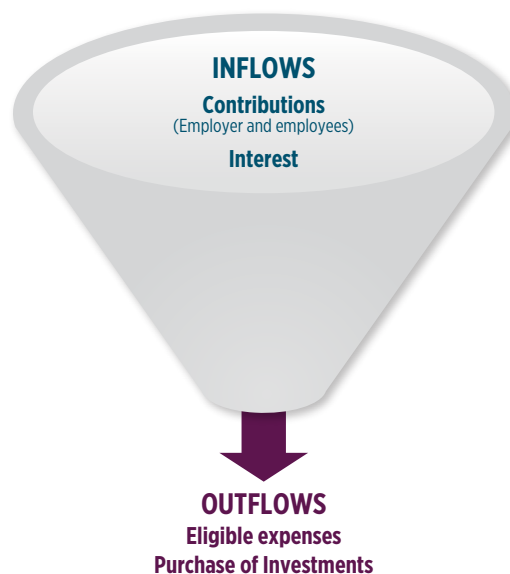 INFLOWS
Contributions
(Employer and employees)
Interest
OUTFLOWS
Eligible expenses
Purchase of Investments